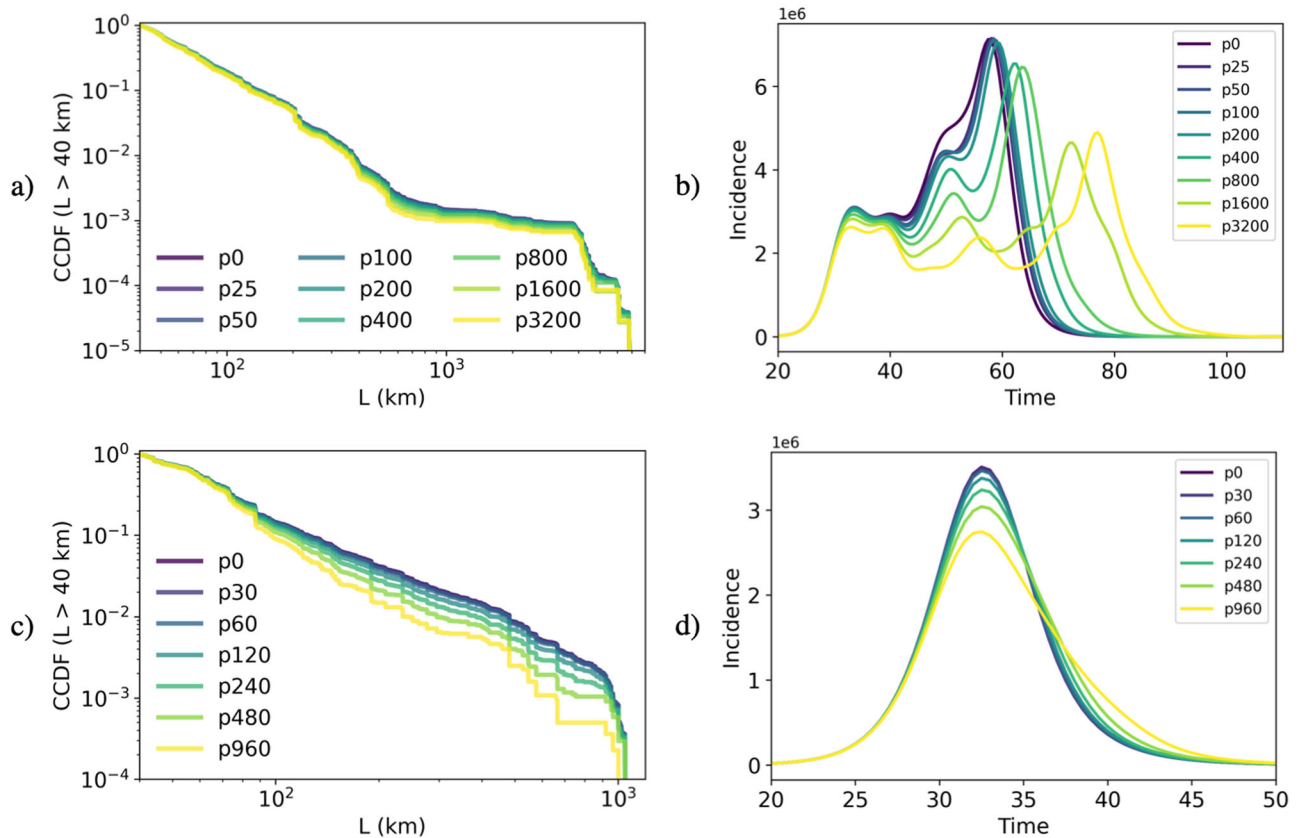 a)
CCDF (L > 40 km)
10^0
10^-1
10^-2
10^-3
10^-4
10^-5
p0 p100 p800
p25 p200 p1600
p50 p400 p3200
10^2 10^3
L (km)
b)
1e6
Incidence
6
4
2
0
p0
p25
p50
p100
p200
p400
p800
p1600
p3200
20 40 60 80 100
Time
c)
CCDF (L > 40 km)
10^0
10^-1
10^-2
10^-3
10^-4
p0
p30
p60
p120
p240
p480
p960
10^2 10^3
L (km)
d)
1e6
Incidence
3
2
1
0
p0
p30
p60
p120
p240
p480
p960
20 25 30 35 40 45 50
Time